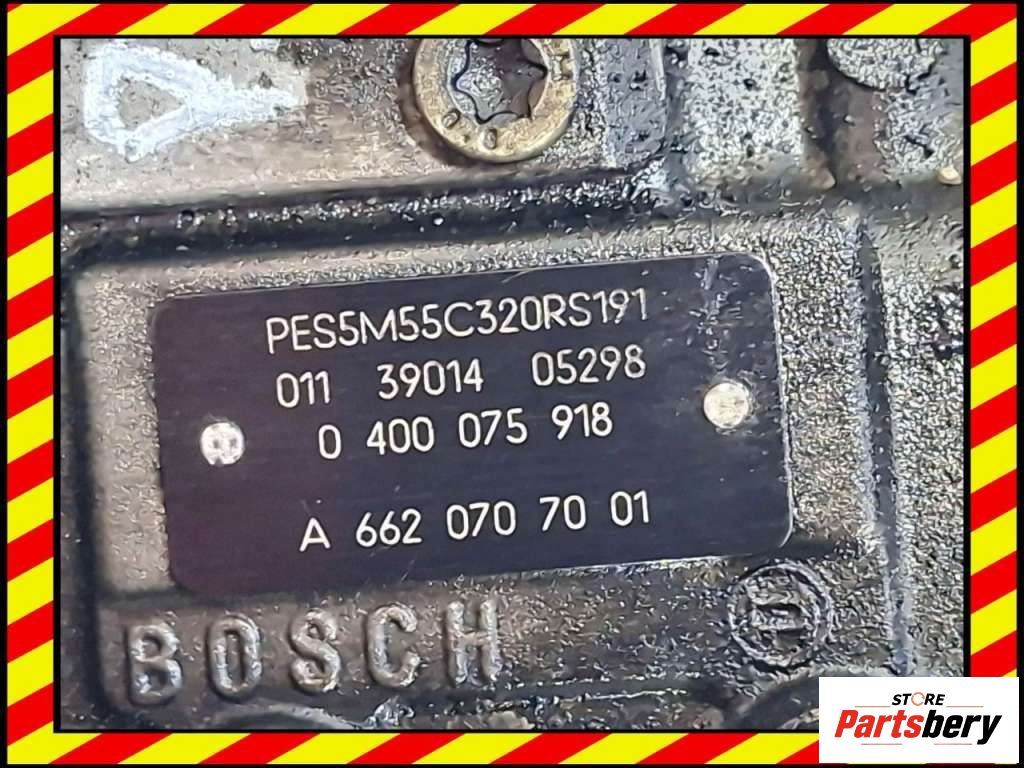 PES5M55C320RS191
011 39014 05298
0 400 075 918
A 662 070 70 01
BOSCH
STORE
Partsbery